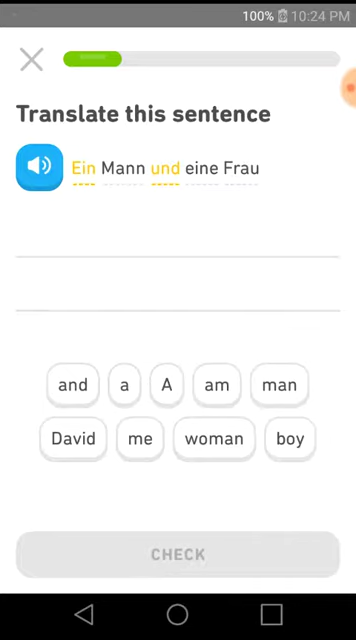 100% 10:24 PM
Translate this sentence
Ein Mann und eine Frau
and a A am man
David me woman boy
CHECK